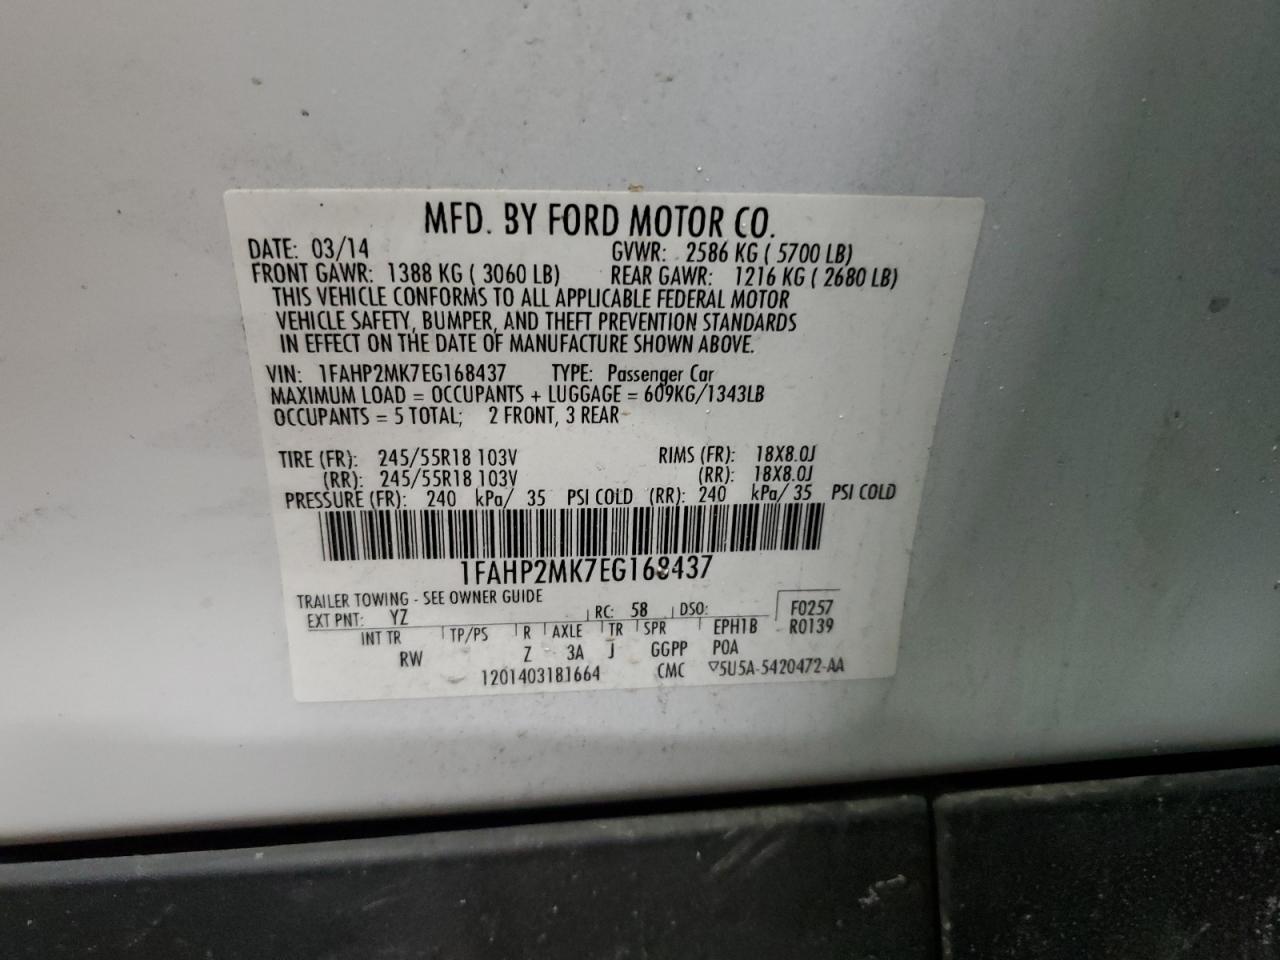 MFD. BY FORD MOTOR CO.
DATE: 03/14 GVWR: 2586 KG ( 5700 LB)
FRONT GAWR: 1388 KG ( 3060 LB) REAR GAWR: 1216 KG ( 2680 LB)
THIS VEHICLE CONFORMS TO ALL APPLICABLE FEDERAL MOTOR
VEHICLE SAFETY, BUMPER, AND THEFT PREVENTION STANDARDS
IN EFFECT ON THE DATE OF MANUFACTURE SHOWN ABOVE.
VIN: 1FAHP2MK7EG168437 TYPE: Passenger Car
MAXIMUM LOAD = OCCUPANTS + LUGGAGE = 609KG/1343LB
OCCUPANTS = 5 TOTAL; 2 FRONT, 3 REAR
TIRE (FR): 245/55R18 103V RIMS (FR): 18X8.0J
(RR): 245/55R18 103V (RR): 18X8.0J
PRESSURE (FR): 240 kPa/ 35 PSI COLD (RR): 240 kPa/ 35 PSI COLD
1FAHP2MK7EG168437
TRAILER TOWING - SEE OWNER GUIDE
EXT PNT: YZ RC: 58 DSO: F0257
INT TR TP/PS R AXLE TR SPR EPH1B R0139
RW Z 3A J GGPP POA
1201403181664 CMC ▽5U5A-5420472-AA